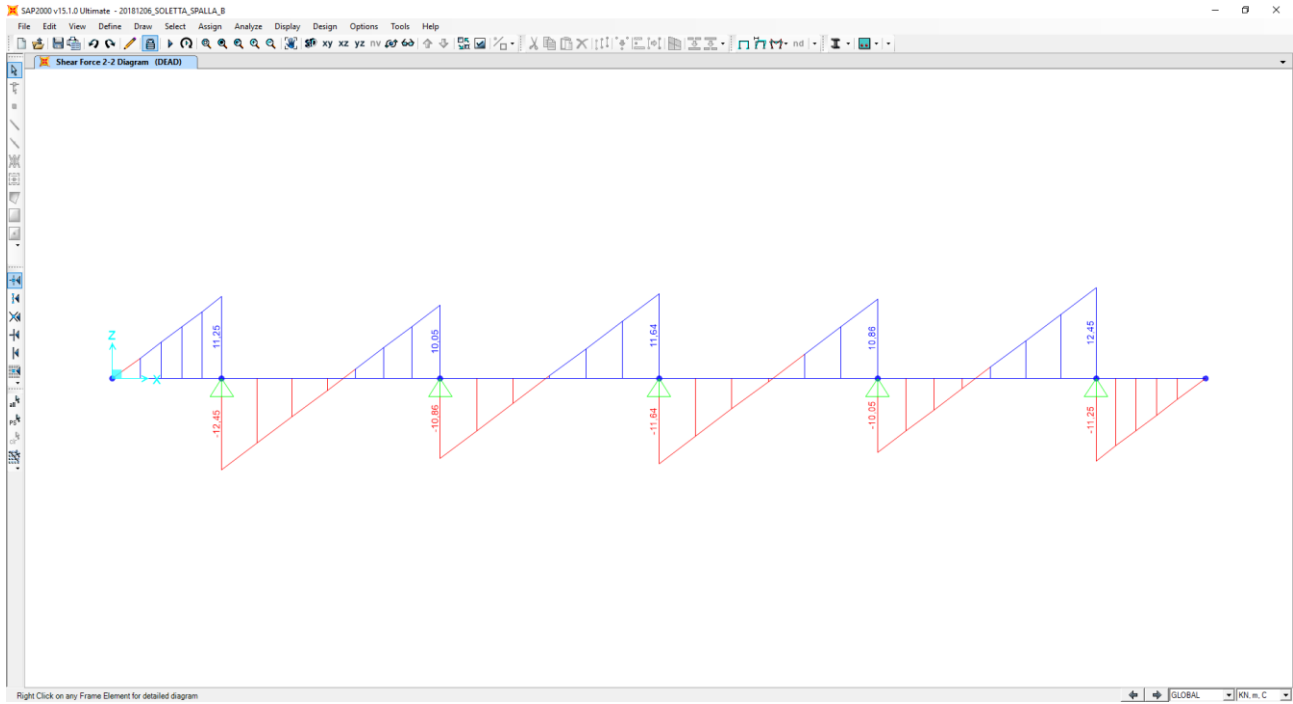 SAP2000 v15.1.0 Ultimate - 20181206_SOLETTA_SPALLA_B
File Edit View Define Draw Select Assign Analyze Display Design Options Tools Help
xy xz yz nv nd
Shear Force 2-2 Diagram (DEAD)
Z
X
11,25
10,05
11,64
10,86
12,45
-12,45
-10,86
-11,64
-10,05
-11,25
Right Click on any Frame Element for detailed diagram
GLOBAL
KN, m, C